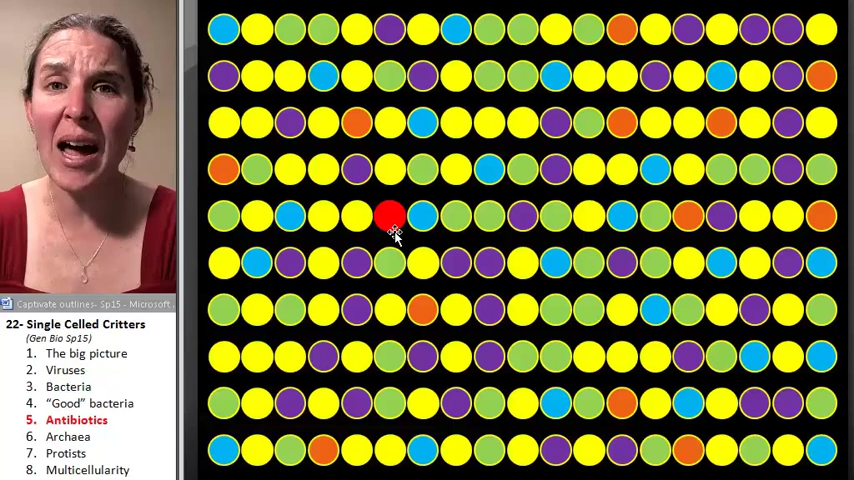 Captivate outlines- Sp15 - Microsoft .
22- Single Celled Critters
(Gen Bio Sp15)
1. The big picture
2. Viruses
3. Bacteria
4. “Good” bacteria
5. Antibiotics
6. Archaea
7. Protists
8. Multicellularity